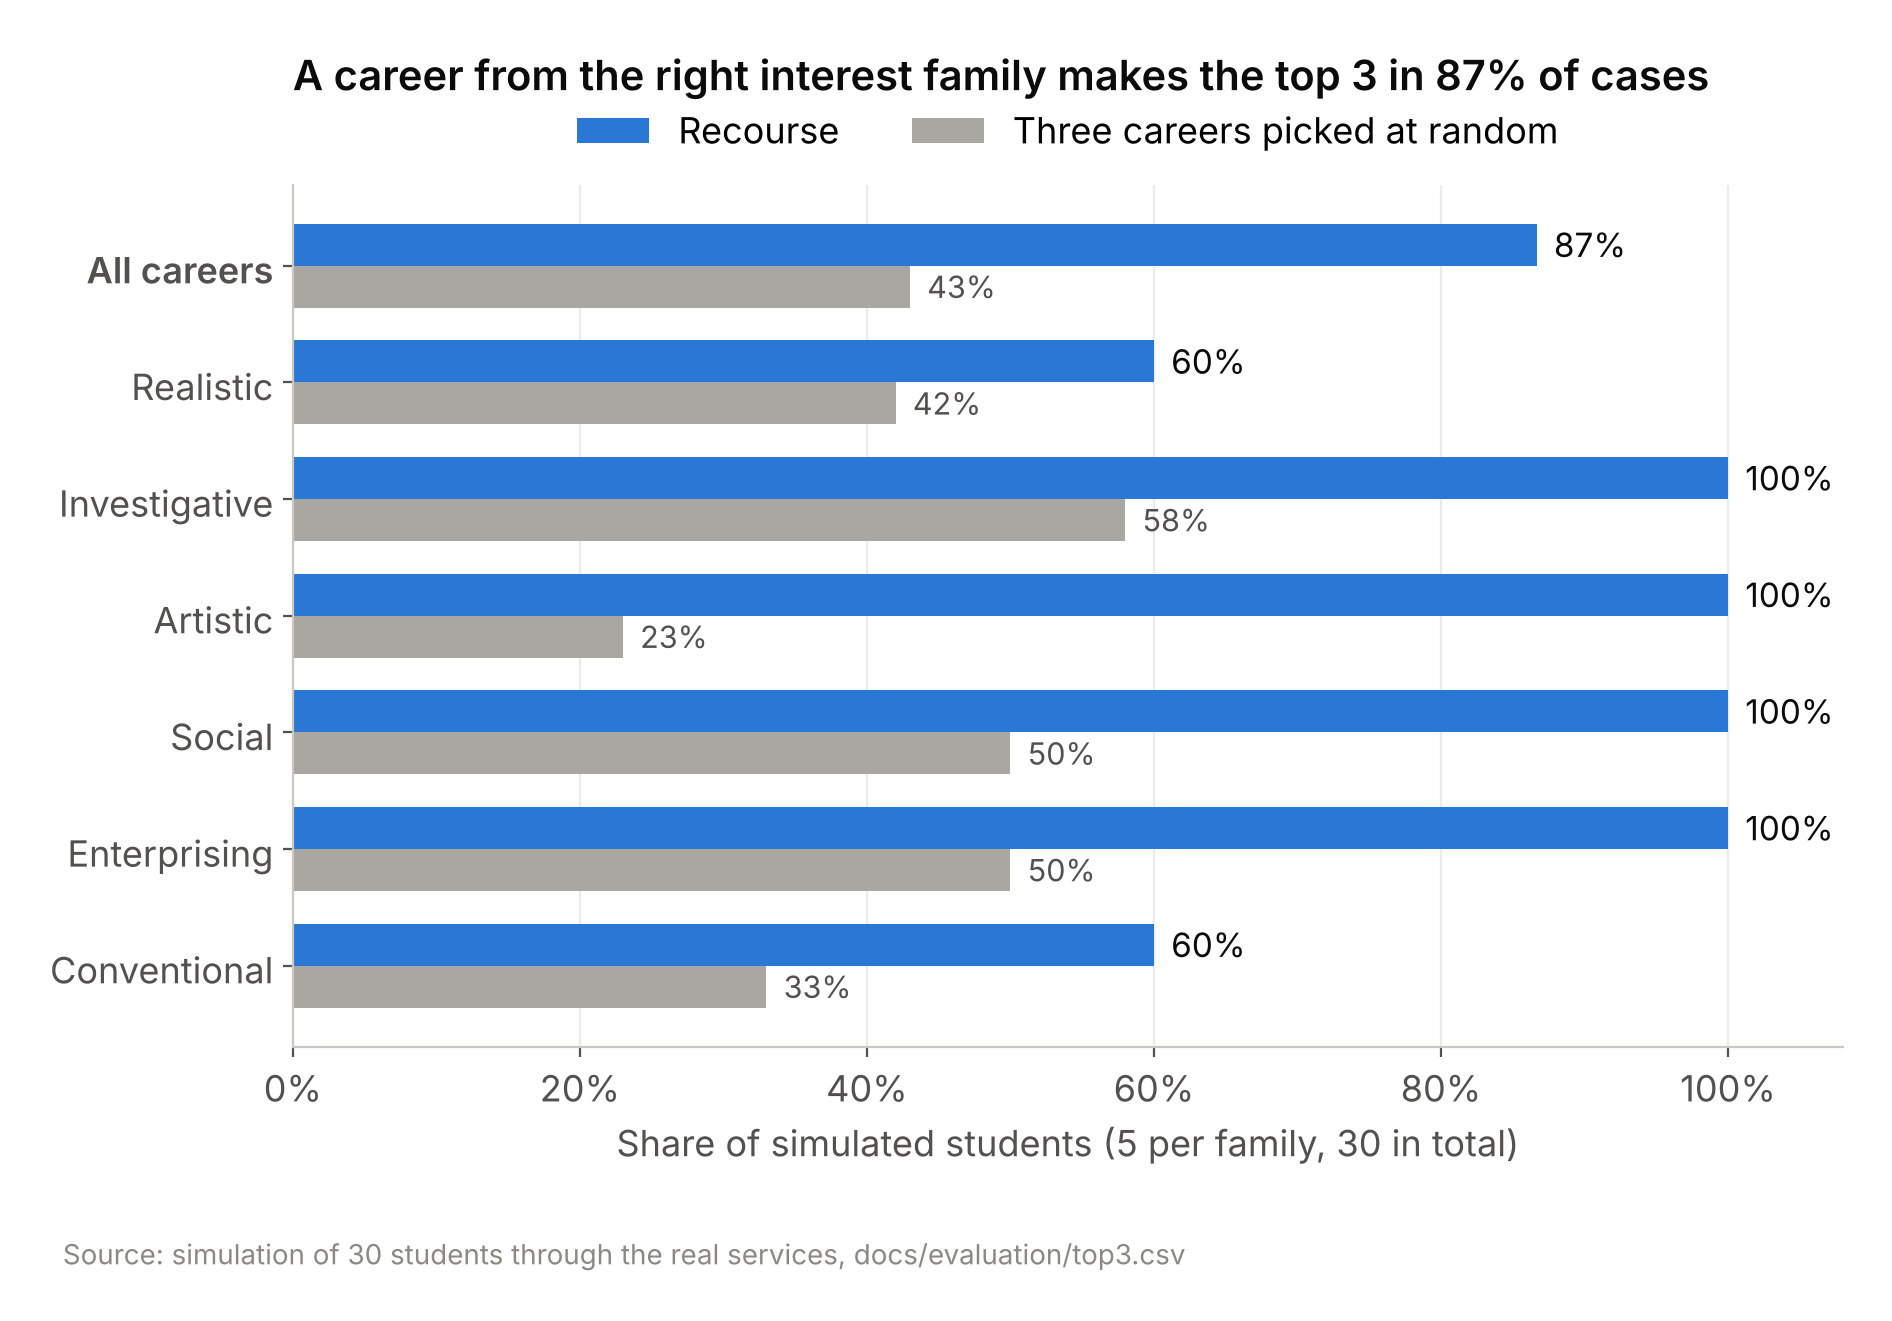 A career from the right interest family makes the top 3 in 87% of cases
Recourse Three careers picked at random
All careers 87%
43%
Realistic 60%
42%
Investigative 100%
58%
Artistic 100%
23%
Social 100%
50%
Enterprising 100%
50%
Conventional 60%
33%
0% 20% 40% 60% 80% 100%
Share of simulated students (5 per family, 30 in total)
Source: simulation of 30 students through the real services, docs/evaluation/top3.csv